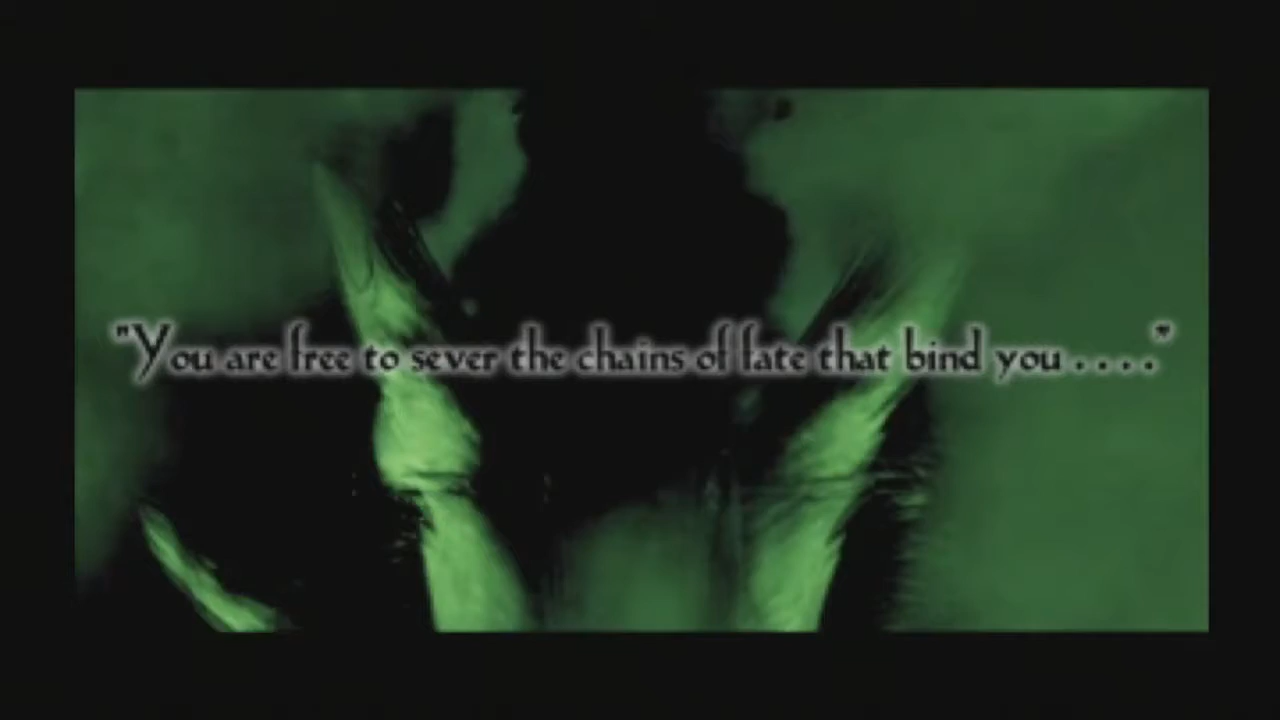 "You are free to sever the chains of fate that bind you . . . ."